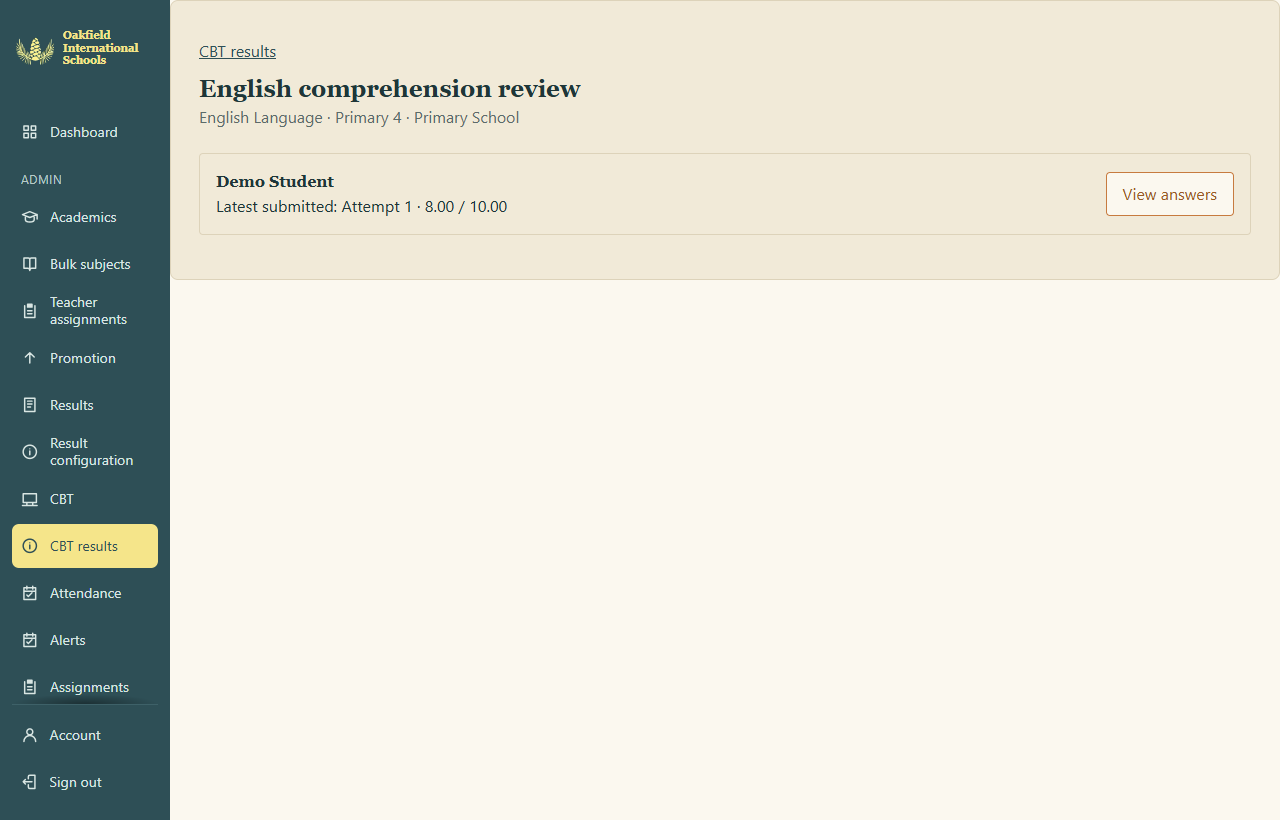 Oakfield
International
Schools
Dashboard
ADMIN
Academics
Bulk subjects
Teacher
assignments
Promotion
Results
Result
configuration
CBT
CBT results
Attendance
Alerts
Assignments
Account
Sign out
CBT results
English comprehension review
English Language · Primary 4 · Primary School
Demo Student
Latest submitted: Attempt 1 · 8.00 / 10.00
View answers